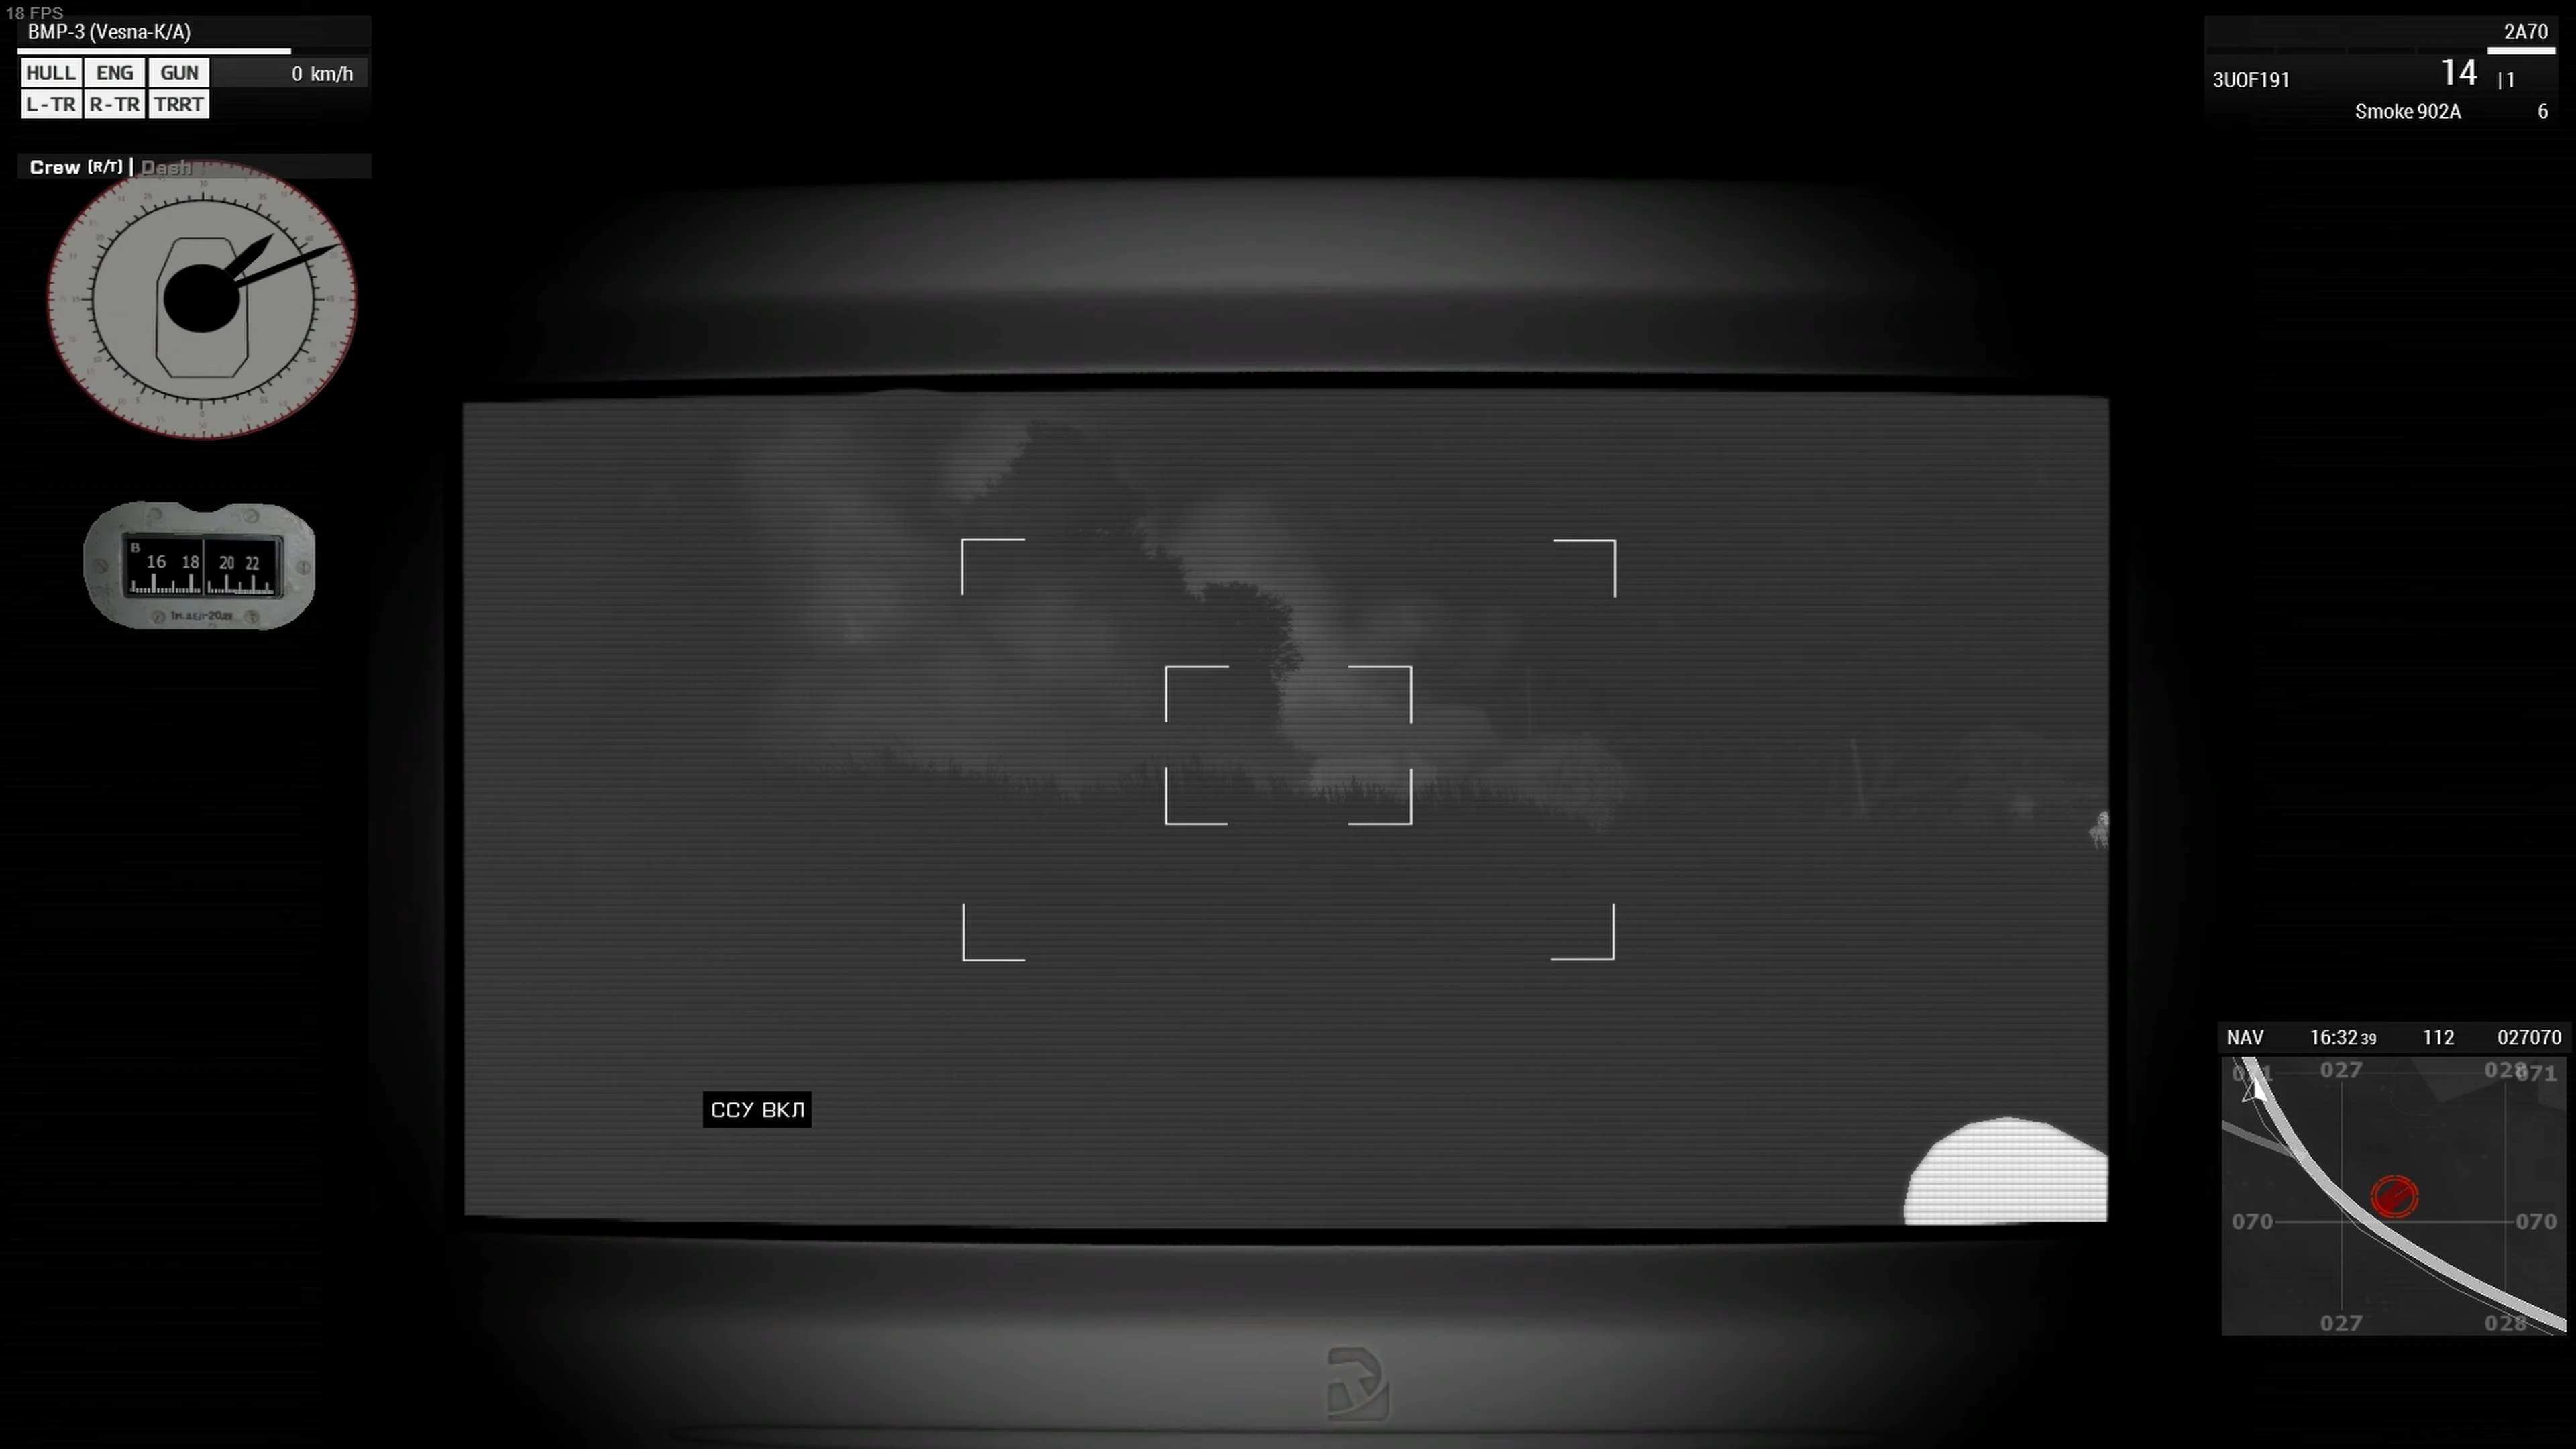 18 FPS
BMP-3 (Vesna-K/A)
HULL ENG GUN 0 km/h
L-TR R-TR TRRT
Crew (R/T) | Dash
B
16 18 20 22
2A70
3UOF191 14 |1
Smoke 902A 6
ССУ ВКЛ
NAV 16:32 39 112 027070
027 028 071
070 070
027 028